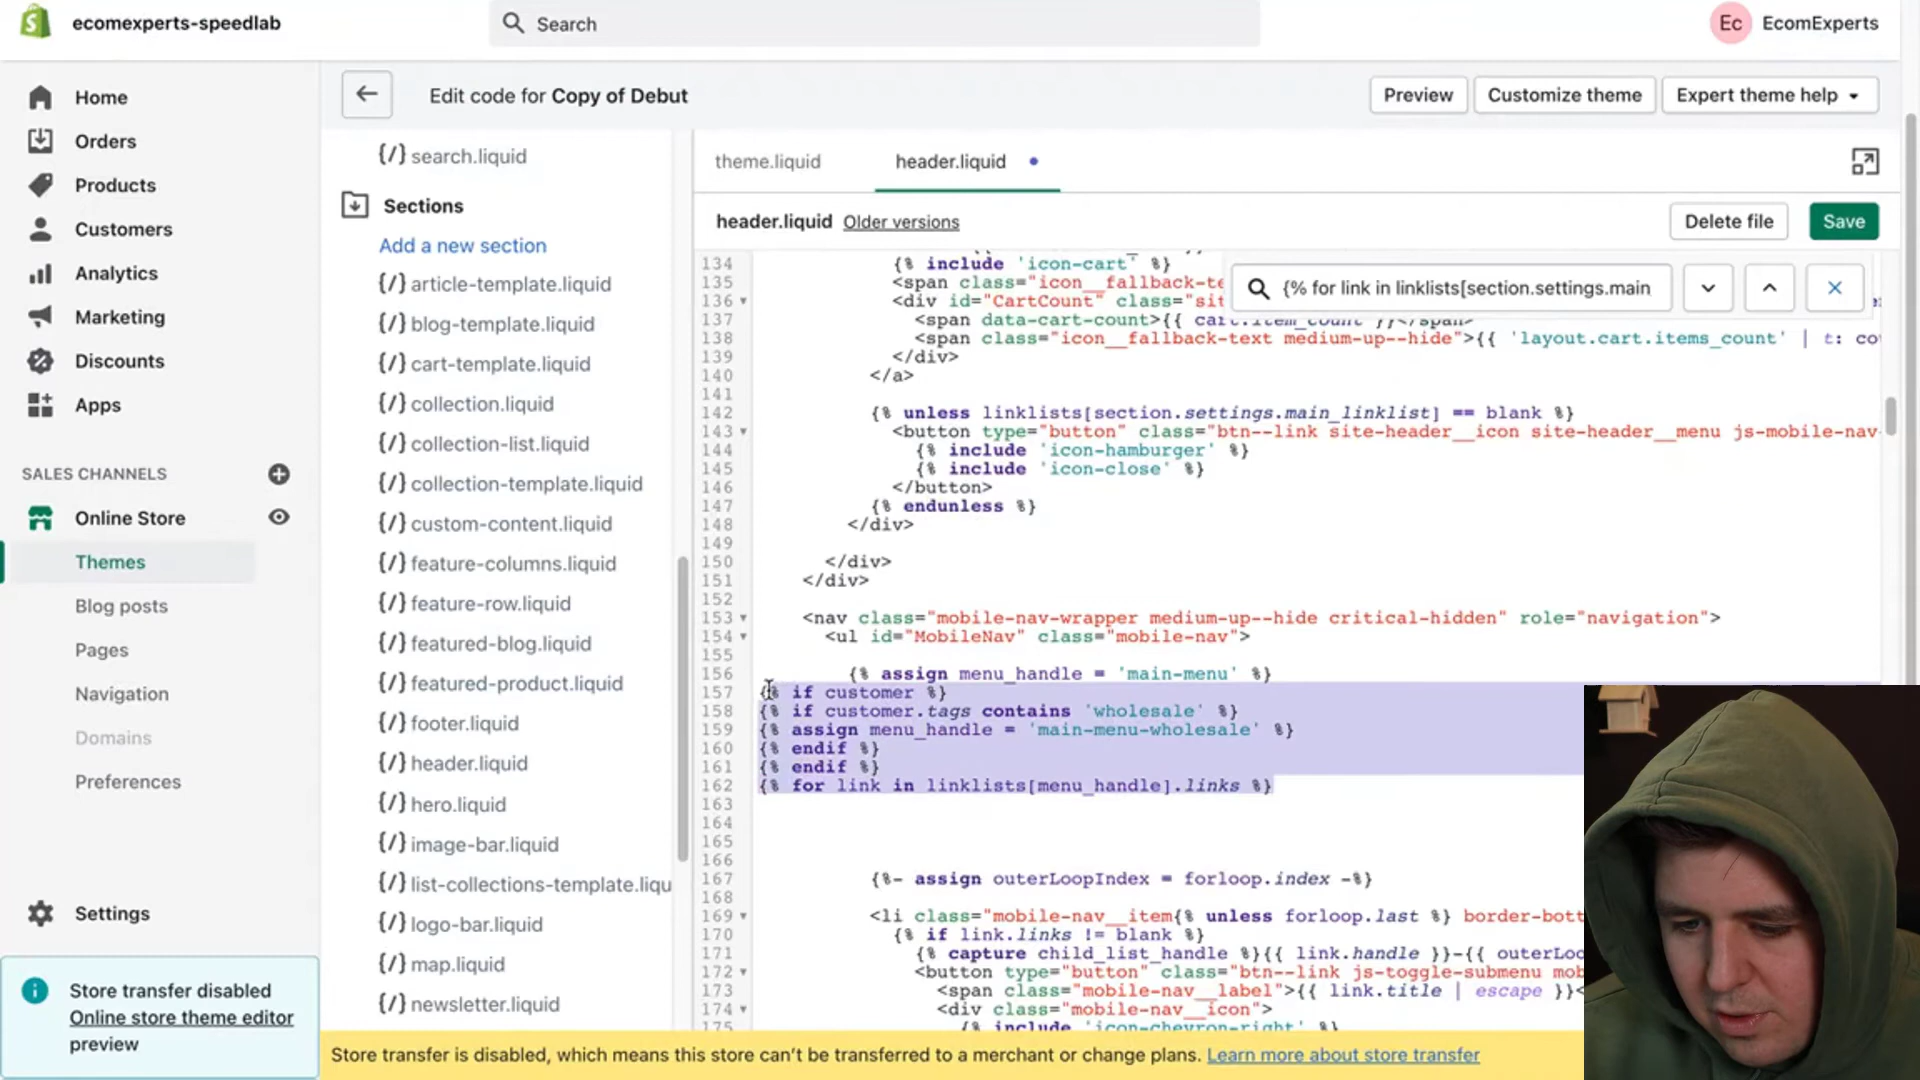 ecomexperts-speedlab
Search
Ec
EcomExperts
Home
Orders
Products
Customers
Analytics
Marketing
Discounts
Apps
SALES CHANNELS
Online Store
Themes
Blog posts
Pages
Navigation
Domains
Preferences
Settings
Store transfer disabled
Online store theme editor
preview
Edit code for Copy of Debut
Preview
Customize theme
Expert theme help
{/} search.liquid
Sections
Add a new section
{/} article-template.liquid
{/} blog-template.liquid
{/} cart-template.liquid
{/} collection.liquid
{/} collection-list.liquid
{/} collection-template.liquid
{/} custom-content.liquid
{/} feature-columns.liquid
{/} feature-row.liquid
{/} featured-blog.liquid
{/} featured-product.liquid
{/} footer.liquid
{/} header.liquid
{/} hero.liquid
{/} image-bar.liquid
{/} list-collections-template.liqu
{/} logo-bar.liquid
{/} map.liquid
{/} newsletter.liquid
theme.liquid
header.liquid
header.liquid Older versions
Delete file
Save
{% for link in linklists[section.settings.main
134 {% include 'icon-cart' %}
135 <span class="icon__fallback-te
136 <div id="CartCount" class="sit
137 <span data-cart-count>{{ cart.item_count }}</span>
138 <span class="icon__fallback-text medium-up--hide">{{ 'layout.cart.items_count' | t: co
139 </div>
140 </a>
141
142 {% unless linklists[section.settings.main_linklist] == blank %}
143 <button type="button" class="btn--link site-header__icon site-header__menu js-mobile-nav-
144 {% include 'icon-hamburger' %}
145 {% include 'icon-close' %}
146 </button>
147 {% endunless %}
148 </div>
149
150 </div>
151 </div>
152
153 <nav class="mobile-nav-wrapper medium-up--hide critical-hidden" role="navigation">
154 <ul id="MobileNav" class="mobile-nav">
155
156 {% assign menu_handle = 'main-menu' %}
157 {% if customer %}
158 {% if customer.tags contains 'wholesale' %}
159 {% assign menu_handle = 'main-menu-wholesale' %}
160 {% endif %}
161 {% endif %}
162 {% for link in linklists[menu_handle].links %}
163
164
165
166
167 {%- assign outerLoopIndex = forloop.index -%}
168
169 <li class="mobile-nav__item{% unless forloop.last %} border-bott
170 {% if link.links != blank %}
171 {% capture child_list_handle %}{{ link.handle }}-{{ outerLoo
172 <button type="button" class="btn--link js-toggle-submenu mob
173 <span class="mobile-nav__label">{{ link.title | escape }}<
174 <div class="mobile-nav__icon">
175 {% include 'icon-chevron-right' %}
Store transfer is disabled, which means this store can't be transferred to a merchant or change plans. Learn more about store transfer